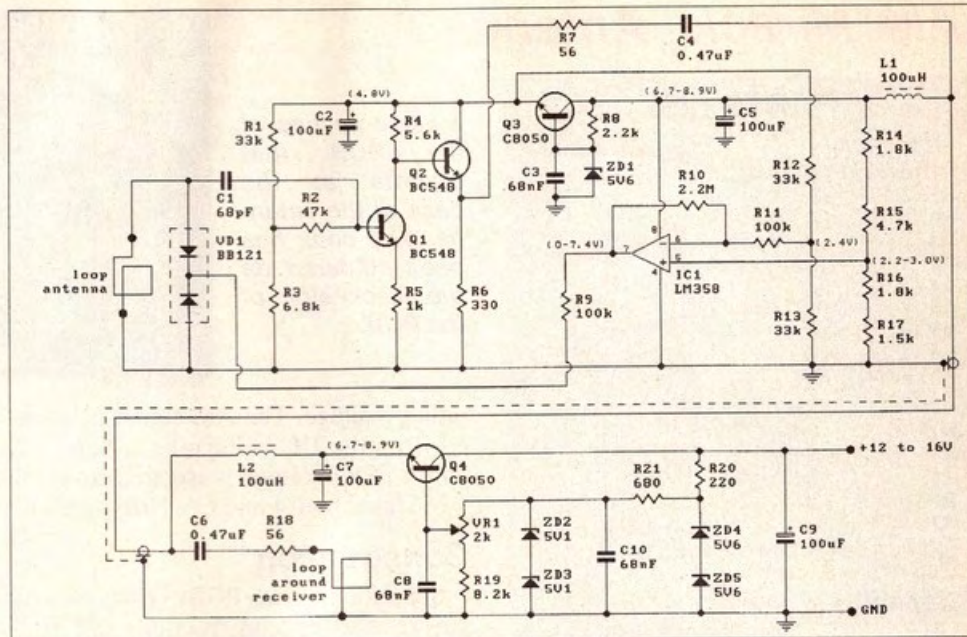 R7
56
C4
0.47uF
L1
100uH
(4.8V)
(6.7-8.9V)
R1
33k
C2
100uF
+
R4
5.6k
Q3
C8050
R8
2.2k
C5
100uF
+
R14
1.8k
Q2
BC548
C3
.68nF
ZD1
5V6
R10
2.2M
R12
33k
C1
68pF
R2
47k
R11
100k
R15
4.7k
VD1
BB121
Q1
BC548
(0-7.4V)
7
8
6
5
4
-
+
(2.4V)
(2.2-3.0V)
IC1
LM358
loop
antenna
R3
6.8k
R5
1k
R6
330
R9
100k
R13
33k
R16
1.8k
R17
1.5k
(6.7-8.9V)
+12 to 16V
L2
100uH
C7
100uF
+
Q4
C8050
R21
680
R20
220
C6
0.47uF
R18
56
VR1
2k
ZD2
5V1
ZD4
5V6
C9
100uF
+
loop
around
receiver
C8
68nF
R19
8.2k
ZD3
5V1
C10
68nF
ZD5
5V6
GND